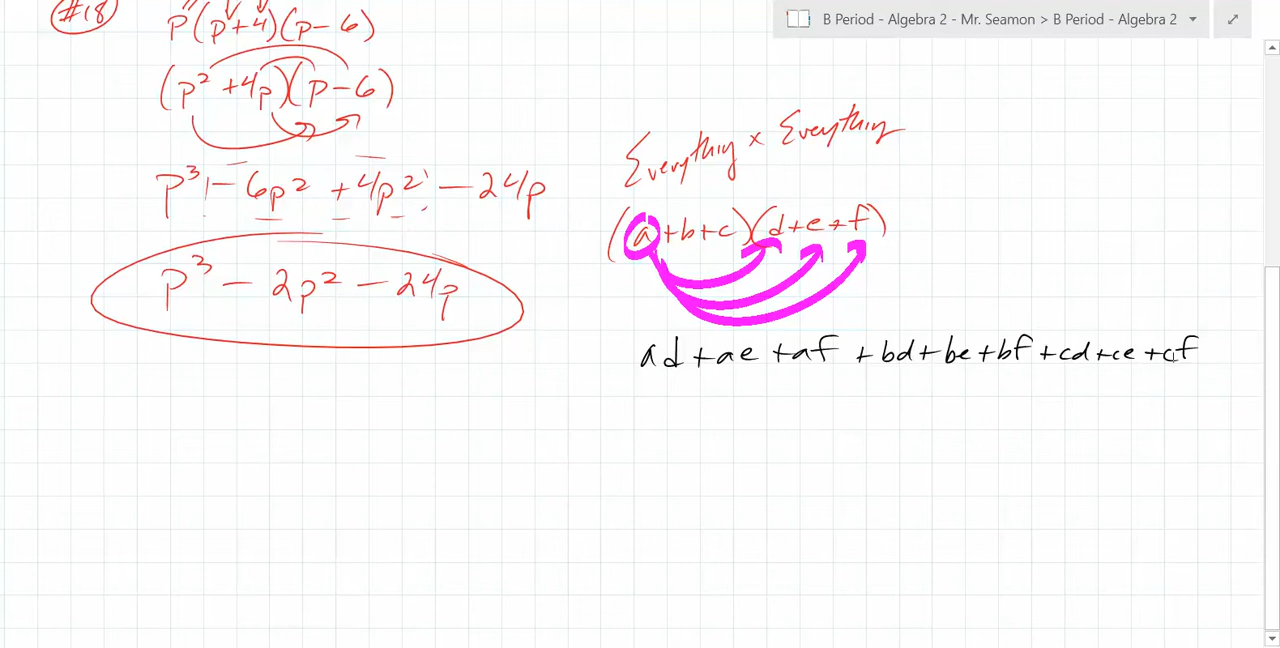 B Period - Algebra 2 - Mr. Seamon > B Period - Algebra 2
#18
P(p+4)(p-6)
(p² +4p)(p-6)
p³ - 6p² +4p² - 24p
p³ - 2p² - 24p
Everything × Everything
(a+b+c)(d+e+f)
ad +ae +af +bd+be+bf+cd+ce+cf